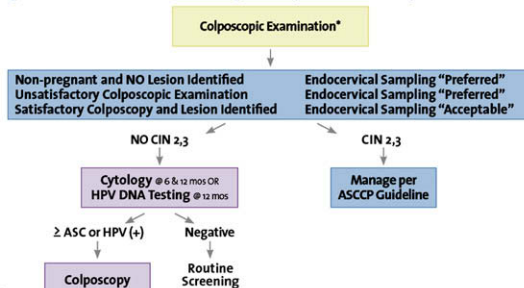 Colposcopic Examination*
Non-pregnant and NO Lesion Identified Endocervical Sampling “Preferred”
Unsatisfactory Colposcopic Examination Endocervical Sampling “Preferred”
Satisfactory Colposcopy and Lesion Identified Endocervical Sampling “Acceptable”
NO CIN 2,3 CIN 2,3
Cytology @ 6 & 12 mos OR
HPV DNA Testing @ 12 mos
Manage per
ASCCP Guideline
≥ ASC or HPV (+) Negative
Colposcopy
Routine
Screening